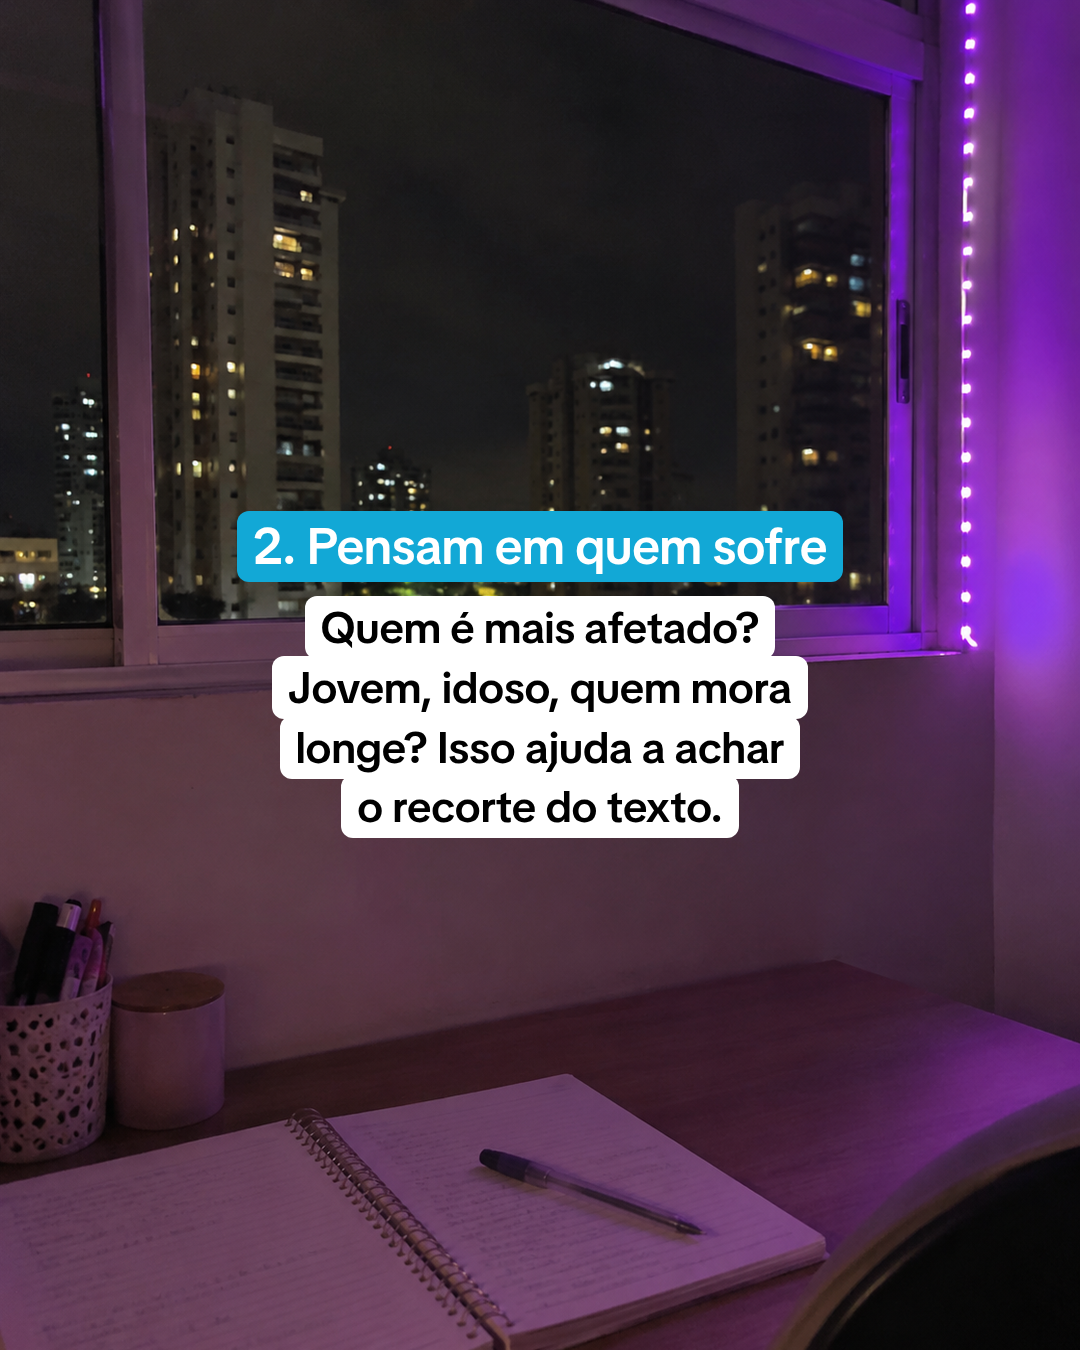 2. Pensam em quem sofre
Quem é mais afetado?
Jovem, idoso, quem mora
longe? Isso ajuda a achar
o recorte do texto.